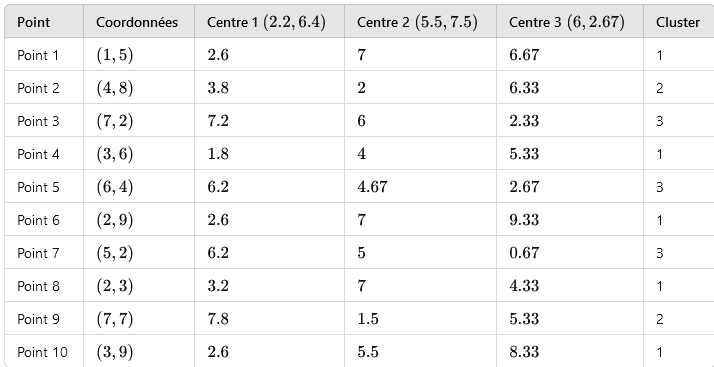 Point Coordonnées Centre 1 (2.2, 6.4) Centre 2 (5.5, 7.5) Centre 3 (6, 2.67) Cluster
Point 1 (1, 5) 2.6 7 6.67 1
Point 2 (4, 8) 3.8 2 6.33 2
Point 3 (7, 2) 7.2 6 2.33 3
Point 4 (3, 6) 1.8 4 5.33 1
Point 5 (6, 4) 6.2 4.67 2.67 3
Point 6 (2, 9) 2.6 7 9.33 1
Point 7 (5, 2) 6.2 5 0.67 3
Point 8 (2, 3) 3.2 7 4.33 1
Point 9 (7, 7) 7.8 1.5 5.33 2
Point 10 (3, 9) 2.6 5.5 8.33 1